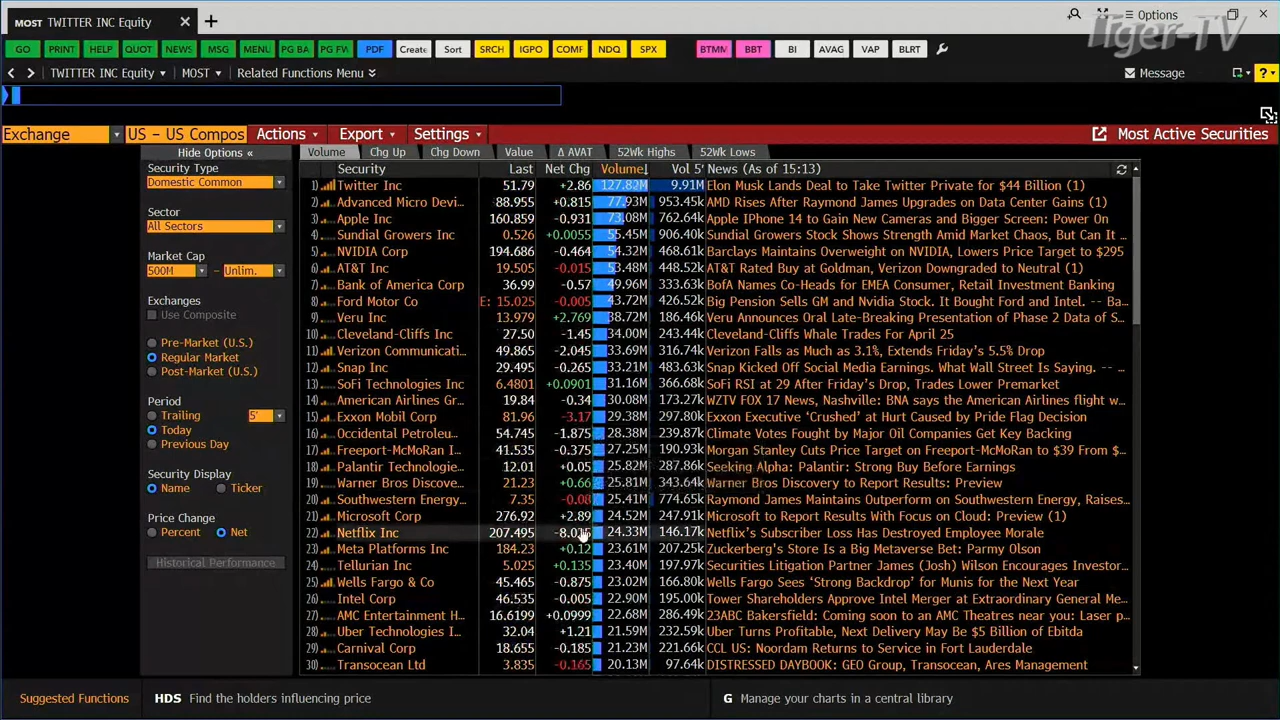 MOST TWITTER INC Equity
Options
Tiger-TV
GO PRINT HELP QUOT NEWS MSG MENU PG BA PG FW PDF Create Sort SRCH IGPO COMF NDQ SPX BTMM BBT BI AVAG VAP BLRT
TWITTER INC Equity MOST Related Functions Menu Message ?
Exchange US - US Compos Actions Export Settings Most Active Securities
Hide Options «
Security Type
Domestic Common
Sector
All Sectors
Market Cap
500M - Unlim.
Exchanges
Use Composite
Pre-Market (U.S.)
Regular Market
Post-Market (U.S.)
Period
Trailing 5'
Today
Previous Day
Security Display
Name Ticker
Price Change
Percent Net
Historical Performance
Volume Chg Up Chg Down Value Δ AVAT 52Wk Highs 52Wk Lows
Security Last Net Chg Volume↓ Vol 5' News (As of 15:13)
1) Twitter Inc 51.79 +2.86 127.82M 9.91M Elon Musk Lands Deal to Take Twitter Private for $44 Billion (1)
2) Advanced Micro Devi… 88.955 +0.815 77.93M 953.45k AMD Rises After Raymond James Upgrades on Data Center Gains (1)
3) Apple Inc 160.859 -0.931 73.08M 762.64k Apple IPhone 14 to Gain New Cameras and Bigger Screen: Power On
4) Sundial Growers Inc 0.526 +0.0055 55.45M 906.40k Sundial Growers Stock Shows Strength Amid Market Chaos, But Can It …
5) NVIDIA Corp 194.686 -0.464 54.32M 468.61k Barclays Maintains Overweight on NVIDIA, Lowers Price Target to $295
6) AT&T Inc 19.505 -0.015 53.48M 448.52k AT&T Rated Buy at Goldman, Verizon Downgraded to Neutral (1)
7) Bank of America Corp 36.99 -0.57 49.96M 333.63k BofA Names Co-Heads for EMEA Consumer, Retail Investment Banking
8) Ford Motor Co E: 15.025 -0.005 43.72M 426.52k Big Pension Sells GM and Nvidia Stock. It Bought Ford and Intel. -- Ba…
9) Veru Inc 13.979 +2.769 38.72M 186.46k Veru Announces Oral Late-Breaking Presentation of Phase 2 Data of S…
10) Cleveland-Cliffs Inc 27.50 -1.45 34.00M 243.44k Cleveland-Cliffs Whale Trades For April 25
11) Verizon Communicati… 49.865 -2.045 33.69M 316.74k Verizon Falls as Much as 3.1%, Extends Friday's 5.5% Drop
12) Snap Inc 29.495 -0.265 33.21M 483.63k Snap Kicked Off Social Media Earnings. What Wall Street Is Saying. -- …
13) SoFi Technologies Inc 6.4801 +0.0901 31.16M 366.68k SoFi RSI at 29 After Friday's Drop, Trades Lower Premarket
14) American Airlines Gr… 19.84 -0.34 30.08M 173.27k WZTV FOX 17 News, Nashville: BNA says the American Airlines flight w…
15) Exxon Mobil Corp 81.96 -3.17 29.38M 297.80k Exxon Executive 'Crushed' at Hurt Caused by Pride Flag Decision
16) Occidental Petroleu… 54.745 -1.875 28.38M 239.87k Climate Votes Fought by Major Oil Companies Get Key Backing
17) Freeport-McMoRan I… 41.535 -0.375 27.25M 190.93k Morgan Stanley Cuts Price Target on Freeport-McMoRan to $39 From $…
18) Palantir Technologie… 12.01 +0.05 25.82M 287.86k Seeking Alpha: Palantir: Strong Buy Before Earnings
19) Warner Bros Discove… 21.23 +0.66 25.81M 343.64k Warner Bros Discovery to Report Results: Preview
20) Southwestern Energy… 7.35 -0.08 25.41M 774.65k Raymond James Maintains Outperform on Southwestern Energy, Raises…
21) Microsoft Corp 276.92 +2.89 24.52M 247.91k Microsoft to Report Results With Focus on Cloud: Preview (1)
22) Netflix Inc 207.495 24.33M 146.17k Netflix's Subscriber Loss Has Destroyed Employee Morale
23) Meta Platforms Inc 184.23 +0.12 23.61M 207.25k Zuckerberg's Store Is a Big Metaverse Bet: Parmy Olson
24) Tellurian Inc 5.025 +0.135 23.40M 197.97k Securities Litigation Partner James (Josh) Wilson Encourages Investor…
25) Wells Fargo & Co 45.465 -0.875 23.02M 166.80k Wells Fargo Sees 'Strong Backdrop' for Munis for the Next Year
26) Intel Corp 46.535 -0.005 22.90M 195.00k Tower Shareholders Approve Intel Merger at Extraordinary General Me…
27) AMC Entertainment H… 16.6199 +0.0999 22.68M 286.49k 23ABC Bakersfield: Coming soon to an AMC Theatres near you: Laser p…
28) Uber Technologies I… 32.04 +1.21 21.59M 232.59k Uber Turns Profitable, Next Delivery May Be $5 Billion of Ebitda
29) Carnival Corp 18.655 -0.185 21.23M 221.66k CCL US: Noordam Returns to Service in Fort Lauderdale
30) Transocean Ltd 3.835 -0.165 20.13M 97.64k DISTRESSED DAYBOOK: GEO Group, Transocean, Ares Management
Suggested Functions HDS Find the holders influencing price G Manage your charts in a central library